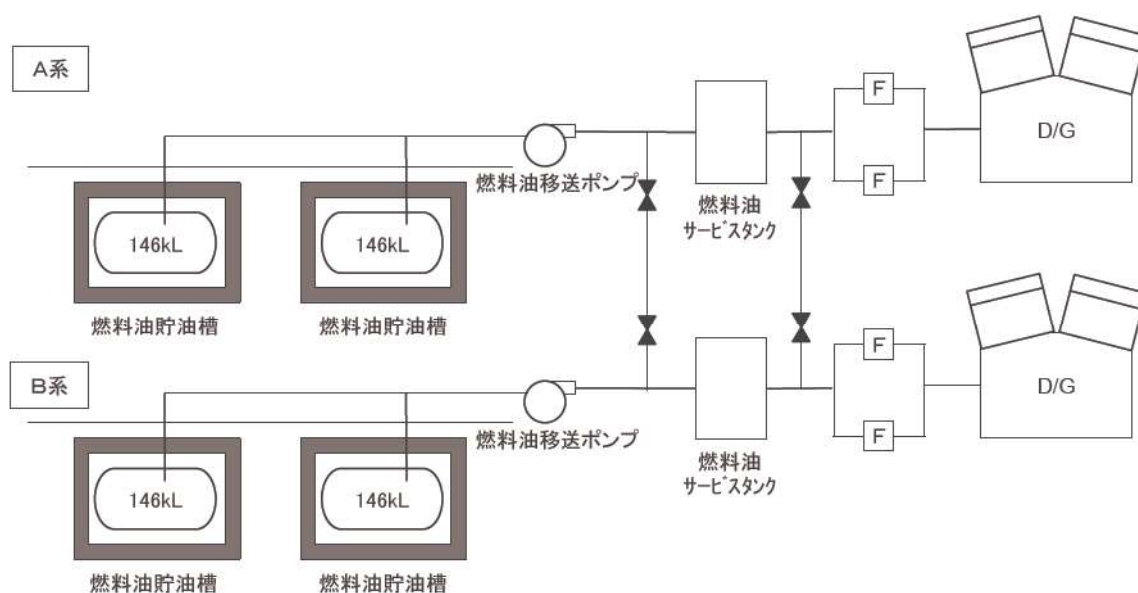 A系
F
D/G
F
燃料油移送ポンプ
燃料油
サービスタンク
146kL
146kL
燃料油貯油槽
燃料油貯油槽
B系
F
D/G
F
燃料油移送ポンプ
燃料油
サービスタンク
146kL
146kL
燃料油貯油槽
燃料油貯油槽